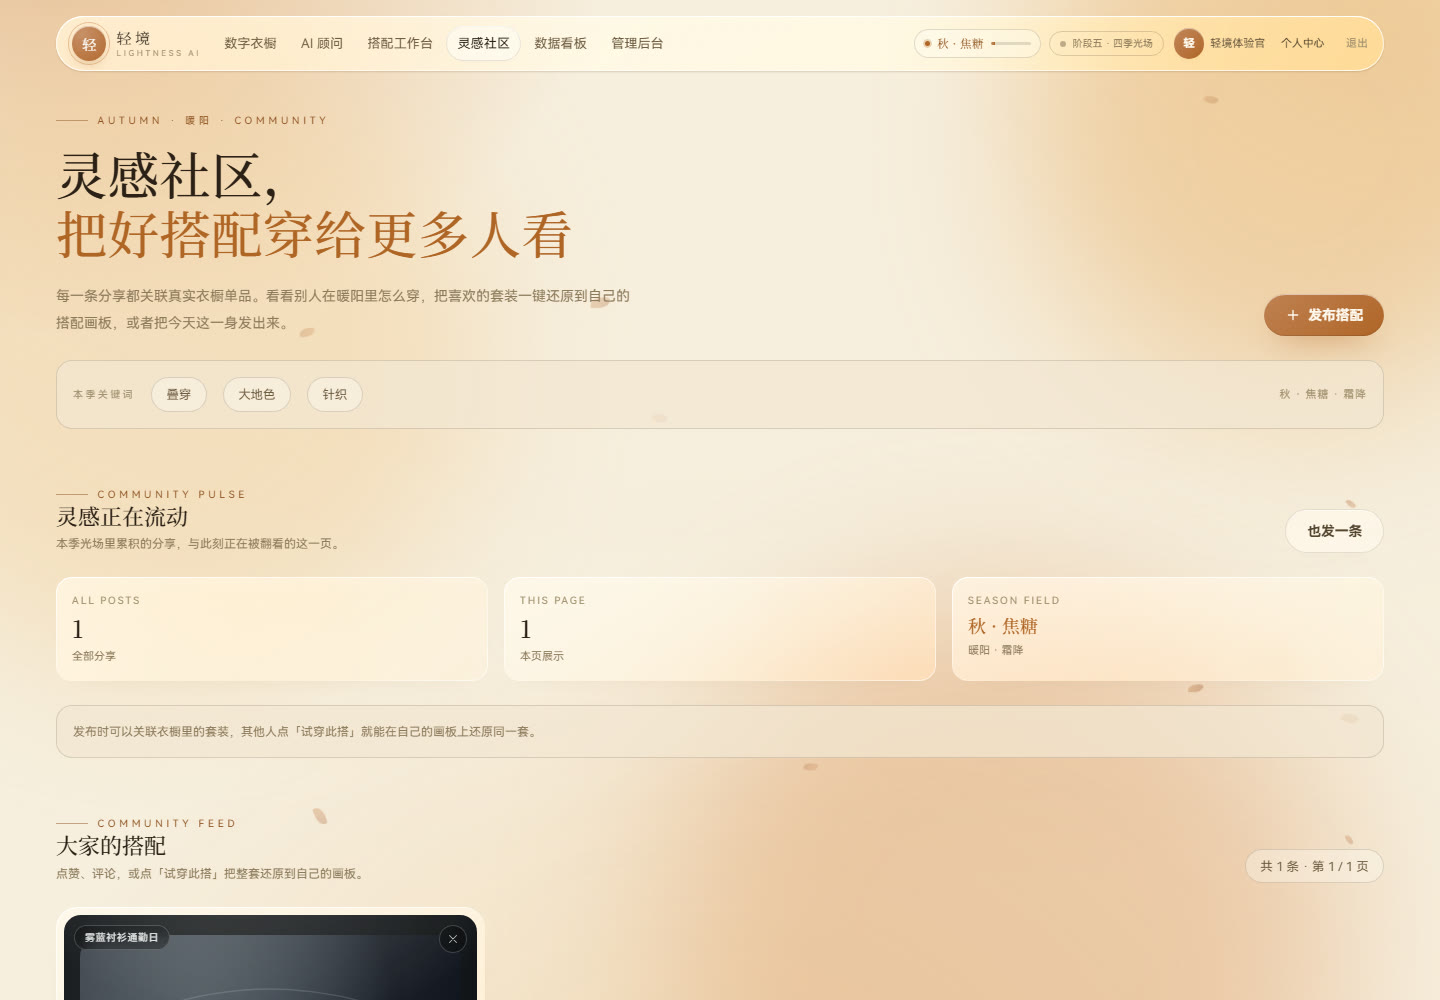 轻
轻境
LIGHTNESS AI
数字衣橱
AI 顾问
搭配工作台
灵感社区
数据看板
管理后台
秋 · 焦糖
阶段五 · 四季光场
轻
轻境体验官
个人中心
退出
AUTUMN · 暖阳 · COMMUNITY
灵感社区，
把好搭配穿给更多人看
每一条分享都关联真实衣橱单品。看看别人在暖阳里怎么穿，把喜欢的套装一键还原到自己的
搭配画板，或者把今天这一身发出来。
＋ 发布搭配
本季关键词
叠穿
大地色
针织
秋 · 焦糖 · 霜降
COMMUNITY PULSE
灵感正在流动
本季光场里累积的分享，与此刻正在被翻看的这一页。
也发一条
ALL POSTS
1
全部分享
THIS PAGE
1
本页展示
SEASON FIELD
秋 · 焦糖
暖阳 · 霜降
发布时可以关联衣橱里的套装，其他人点「试穿此搭」就能在自己的画板上还原同一套。
COMMUNITY FEED
大家的搭配
点赞、评论，或点「试穿此搭」把整套还原到自己的画板。
共 1 条 · 第 1 / 1 页
雾蓝衬衫通勤日